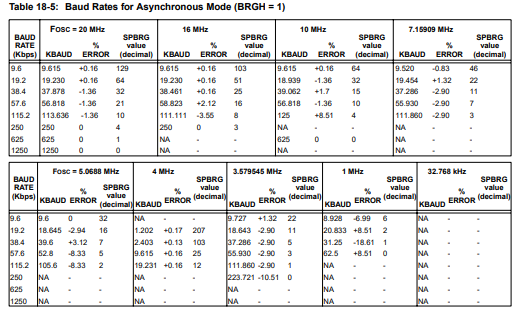 Table 18-5: Baud Rates for Asynchronous Mode (BRGH = 1)
BAUD RATE (Kbps) FOSC = 20 MHz 16 MHz 10 MHz 7.15909 MHz
KBAUD % ERROR SPBRG value (decimal) KBAUD % ERROR SPBRG value (decimal) KBAUD % ERROR SPBRG value (decimal) KBAUD % ERROR SPBRG value (decimal)
9.6 9.615 +0.16 129 9.615 +0.16 103 9.615 +0.16 64 9.520 -0.83 46
19.2 19.230 +0.16 64 19.230 +0.16 51 18.939 -1.36 32 19.454 +1.32 22
38.4 37.878 -1.36 32 38.461 +0.16 25 39.062 +1.7 15 37.286 -2.90 11
57.6 56.818 -1.36 21 58.823 +2.12 16 56.818 -1.36 10 55.930 -2.90 7
115.2 113.636 -1.36 10 111.111 -3.55 8 125 +8.51 4 111.860 -2.90 3
250 250 0 4 250 0 3 NA - - NA - -
625 625 0 1 NA - - 625 0 0 NA - -
1250 1250 0 0 NA - - NA - - NA - -
BAUD RATE (Kbps) FOSC = 5.0688 MHz 4 MHz 3.579545 MHz 1 MHz 32.768 kHz
KBAUD % ERROR SPBRG value (decimal) KBAUD % ERROR SPBRG value (decimal) KBAUD % ERROR SPBRG value (decimal) KBAUD % ERROR SPBRG value (decimal) KBAUD % ERROR SPBRG value (decimal)
9.6 9.6 0 32 NA - - 9.727 +1.32 22 8.928 -6.99 6 NA - -
19.2 18.645 -2.94 16 1.202 +0.17 207 18.643 -2.90 11 20.833 +8.51 2 NA - -
38.4 39.6 +3.12 7 2.403 +0.13 103 37.286 -2.90 5 31.25 -18.61 1 NA - -
57.6 52.8 -8.33 5 9.615 +0.16 25 55.930 -2.90 3 62.5 +8.51 0 NA - -
115.2 105.6 -8.33 2 19.231 +0.16 12 111.860 -2.90 1 NA - - NA - -
250 NA - - NA - - 223.721 -10.51 0 NA - - NA - -
625 NA - - NA - - NA - - NA - - NA - -
1250 NA - - NA - - NA - - NA - - NA - -